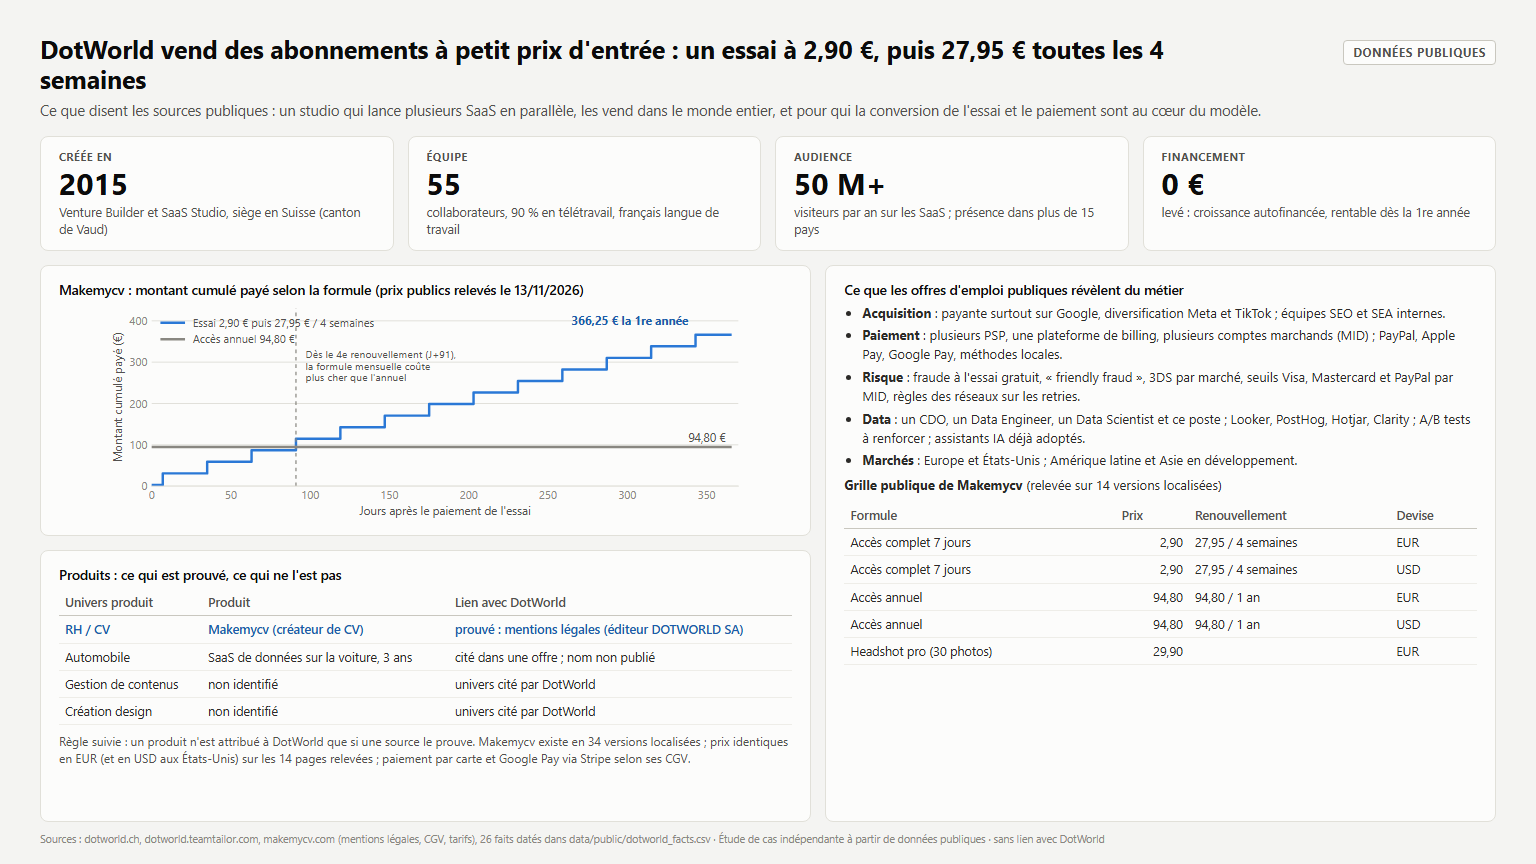 DotWorld vend des abonnements à petit prix d'entrée : un essai à 2,90 €, puis 27,95 € toutes les 4
semaines
DONNÉES PUBLIQUES
Ce que disent les sources publiques : un studio qui lance plusieurs SaaS en parallèle, les vend dans le monde entier, et pour qui la conversion de l'essai et le paiement sont au cœur du modèle.
CRÉÉE EN
2015
Venture Builder et SaaS Studio, siège en Suisse (canton
de Vaud)
ÉQUIPE
55
collaborateurs, 90 % en télétravail, français langue de
travail
AUDIENCE
50 M+
visiteurs par an sur les SaaS ; présence dans plus de 15
pays
FINANCEMENT
0 €
levé : croissance autofinancée, rentable dès la 1re année
Makemycv : montant cumulé payé selon la formule (prix publics relevés le 13/11/2026)
Montant cumulé payé (€)
400
300
200
100
0
Essai 2,90 € puis 27,95 € / 4 semaines
Accès annuel 94,80 €
Dès le 4e renouvellement (J+91),
la formule mensuelle coûte
plus cher que l'annuel
366,25 € la 1re année
94,80 €
0 50 100 150 200 250 300 350
Jours après le paiement de l'essai
Produits : ce qui est prouvé, ce qui ne l'est pas
Univers produit Produit Lien avec DotWorld
RH / CV Makemycv (créateur de CV) prouvé : mentions légales (éditeur DOTWORLD SA)
Automobile SaaS de données sur la voiture, 3 ans cité dans une offre ; nom non publié
Gestion de contenus non identifié univers cité par DotWorld
Création design non identifié univers cité par DotWorld
Règle suivie : un produit n'est attribué à DotWorld que si une source le prouve. Makemycv existe en 34 versions localisées ; prix identiques
en EUR (et en USD aux États-Unis) sur les 14 pages relevées ; paiement par carte et Google Pay via Stripe selon ses CGV.
Ce que les offres d'emploi publiques révèlent du métier
• Acquisition : payante surtout sur Google, diversification Meta et TikTok ; équipes SEO et SEA internes.
• Paiement : plusieurs PSP, une plateforme de billing, plusieurs comptes marchands (MID) ; PayPal, Apple
Pay, Google Pay, méthodes locales.
• Risque : fraude à l'essai gratuit, « friendly fraud », 3DS par marché, seuils Visa, Mastercard et PayPal par
MID, règles des réseaux sur les retries.
• Data : un CDO, un Data Engineer, un Data Scientist et ce poste ; Looker, PostHog, Hotjar, Clarity ; A/B tests
à renforcer ; assistants IA déjà adoptés.
• Marchés : Europe et États-Unis ; Amérique latine et Asie en développement.
Grille publique de Makemycv (relevée sur 14 versions localisées)
Formule Prix Renouvellement Devise
Accès complet 7 jours 2,90 27,95 / 4 semaines EUR
Accès complet 7 jours 2,90 27,95 / 4 semaines USD
Accès annuel 94,80 94,80 / 1 an EUR
Accès annuel 94,80 94,80 / 1 an USD
Headshot pro (30 photos) 29,90 EUR
Sources : dotworld.ch, dotworld.teamtailor.com, makemycv.com (mentions légales, CGV, tarifs), 26 faits datés dans data/public/dotworld_facts.csv · Étude de cas indépendante à partir de données publiques · sans lien avec DotWorld